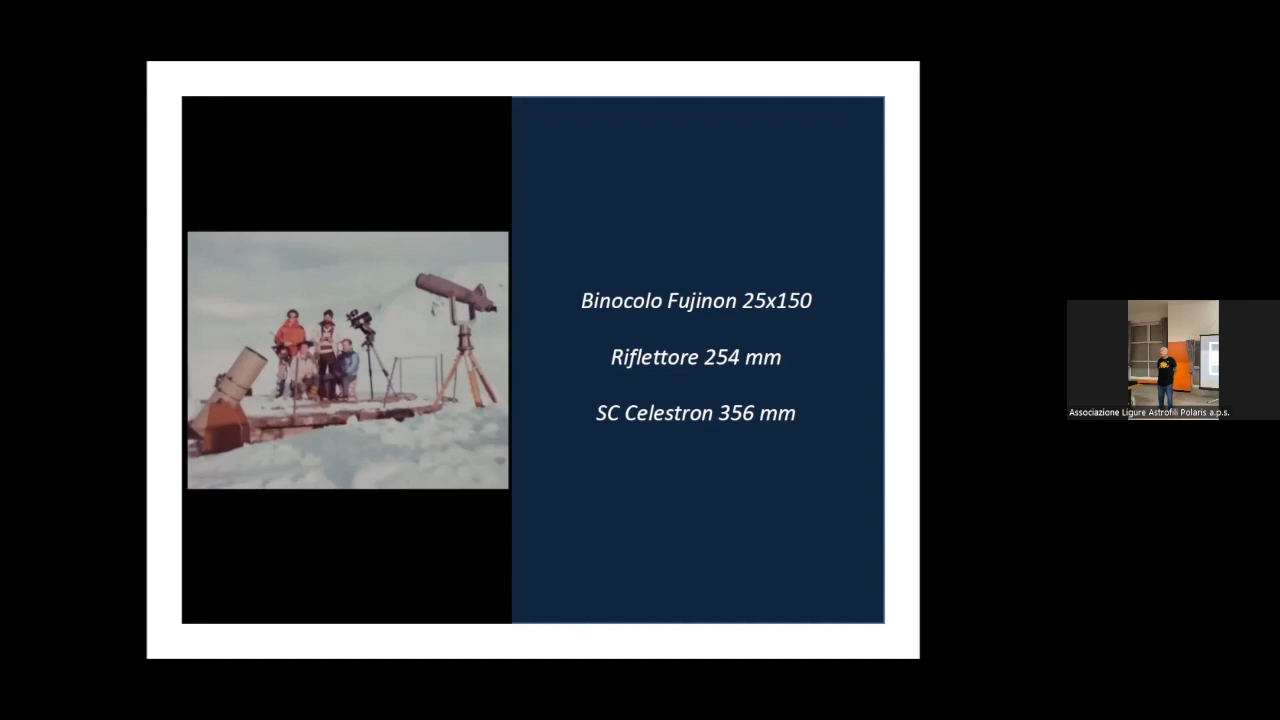 Binocolo Fujinon 25x150
Riflettore 254 mm
SC Celestron 356 mm
Associazione Ligure Astrofili Polaris a.p.s.